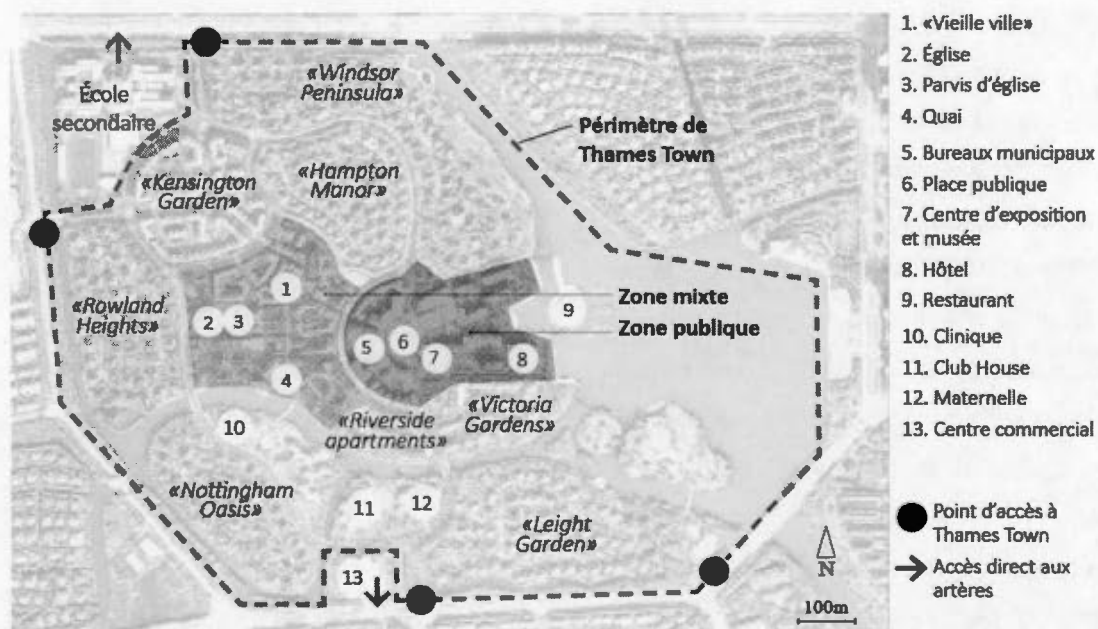 École
secondaire
«Windsor
Peninsula»
Périmètre de
Thames Town
«Kensington
Garden»
«Hampton
Manor»
«Rowland
Heights»
1
2
3
4
5
6
7
8
9
10
11
12
13
Zone mixte
Zone publique
«Riverside
apartments»
«Victoria
Gardens»
«Nottingham
Oasis»
«Leight
Garden»
N
100m
1. «Vieille ville»
2. Église
3. Parvis d'église
4. Quai
5. Bureaux municipaux
6. Place publique
7. Centre d'exposition
et musée
8. Hôtel
9. Restaurant
10. Clinique
11. Club House
12. Maternelle
13. Centre commercial
Point d'accès à
Thames Town
Accès direct aux
artères